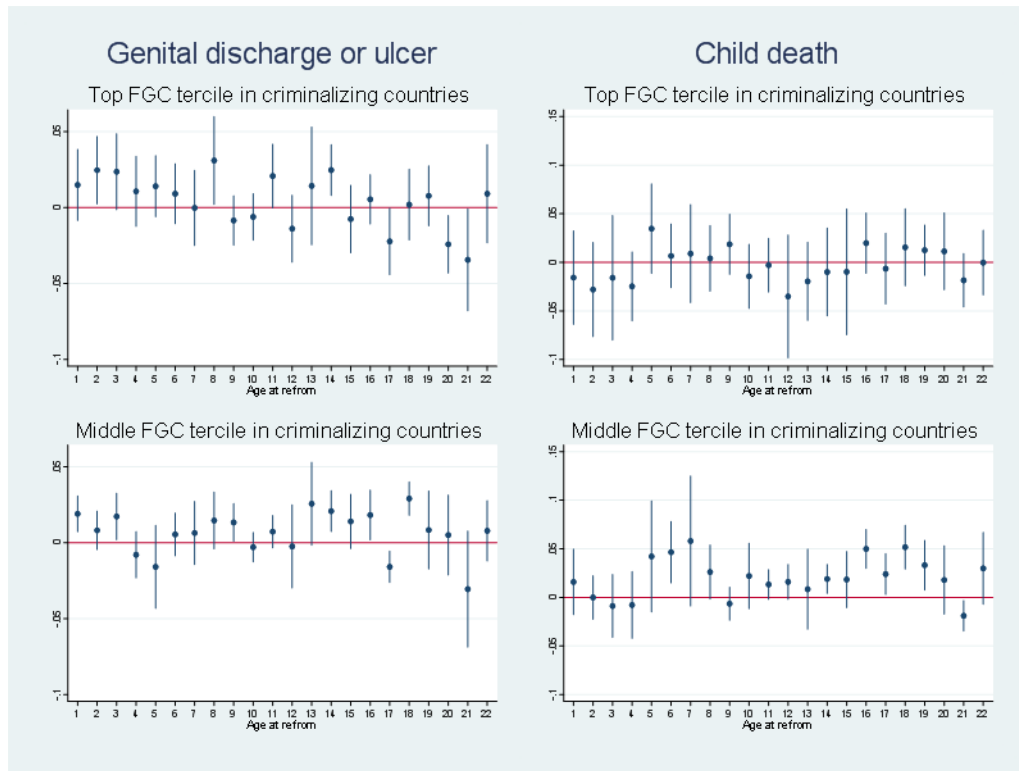 Genital discharge or ulcer
Child death
Top FGC tercile in criminalizing countries
.05
0
-.05
-.1
1 2 3 4 5 6 7 8 9 10 11 12 13 14 15 16 17 18 19 20 21 22
Age at refrom
Top FGC tercile in criminalizing countries
.15
.1
.05
0
-.05
-.1
1 2 3 4 5 6 7 8 9 10 11 12 13 14 15 16 17 18 19 20 21 22
Age at refrom
Middle FGC tercile in criminalizing countries
.05
0
-.05
-.1
1 2 3 4 5 6 7 8 9 10 11 12 13 14 15 16 17 18 19 20 21 22
Age at refrom
Middle FGC tercile in criminalizing countries
.15
.1
.05
0
-.05
-.1
1 2 3 4 5 6 7 8 9 10 11 12 13 14 15 16 17 18 19 20 21 22
Age at refrom